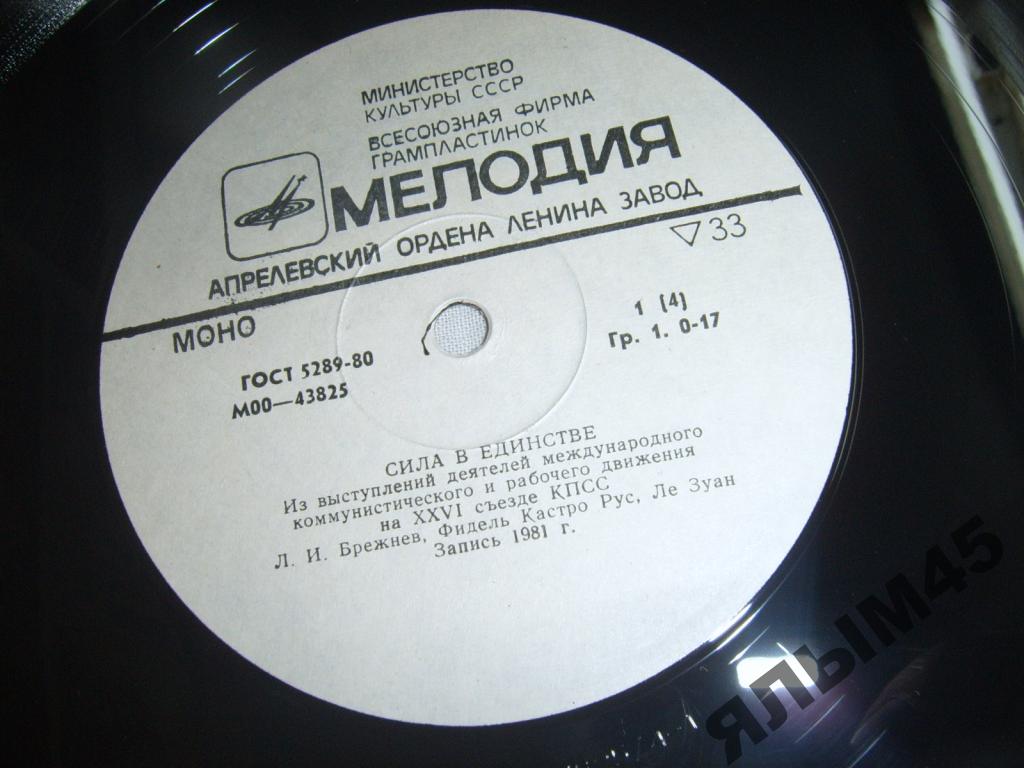 МИНИСТЕРСТВО
КУЛЬТУРЫ СССР
ВСЕСОЮЗНАЯ ФИРМА
ГРАМПЛАСТИНОК
МЕЛОДИЯ
АПРЕЛЕВСКИЙ ОРДЕНА ЛЕНИНА ЗАВОД
▽33
МОНО
1 (4)
ГОСТ 5289-80
Гр. 1. 0-17
М00—43825
СИЛА В ЕДИНСТВЕ
Из выступлений деятелей международного
коммунистического и рабочего движения
на XXVI съезде КПСС
Л. И. Брежнев, Фидель Кастро Рус, Ле Зуан
Запись 1981 г.
ЯЛЫМ45